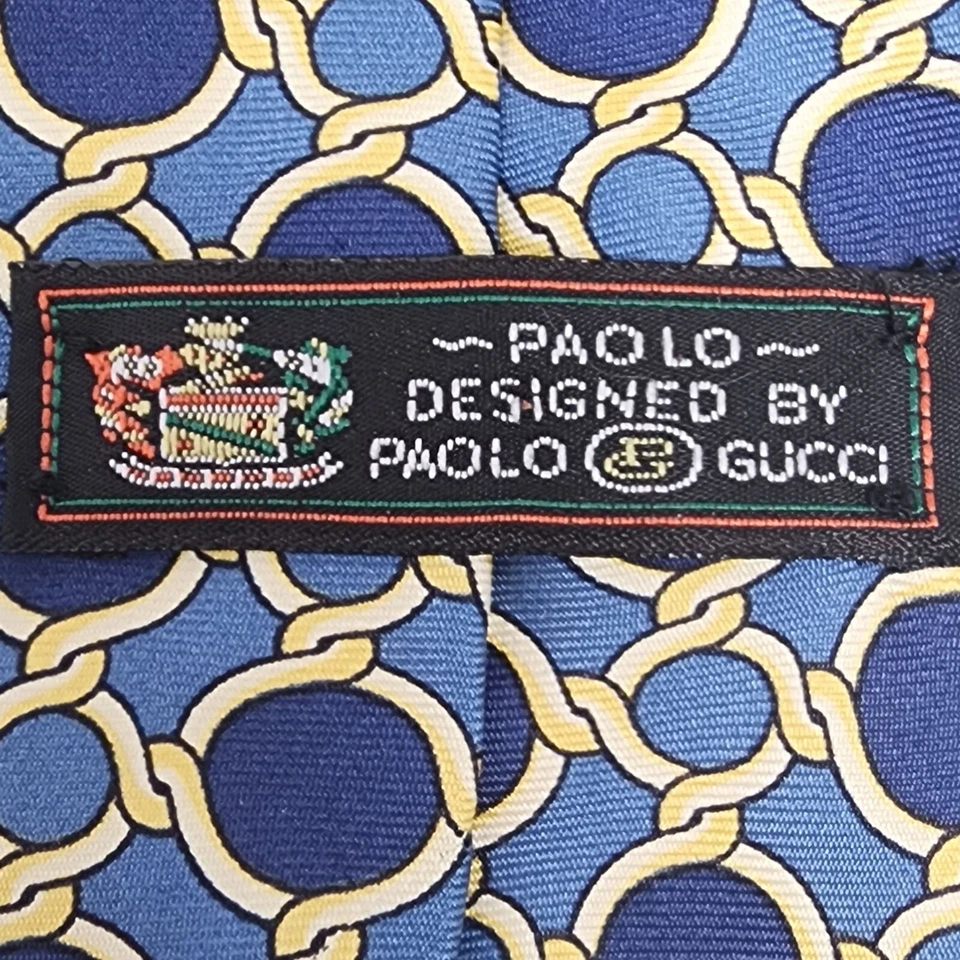 ~ PAOLO ~
DESIGNED BY
PAOLO G GUCCI